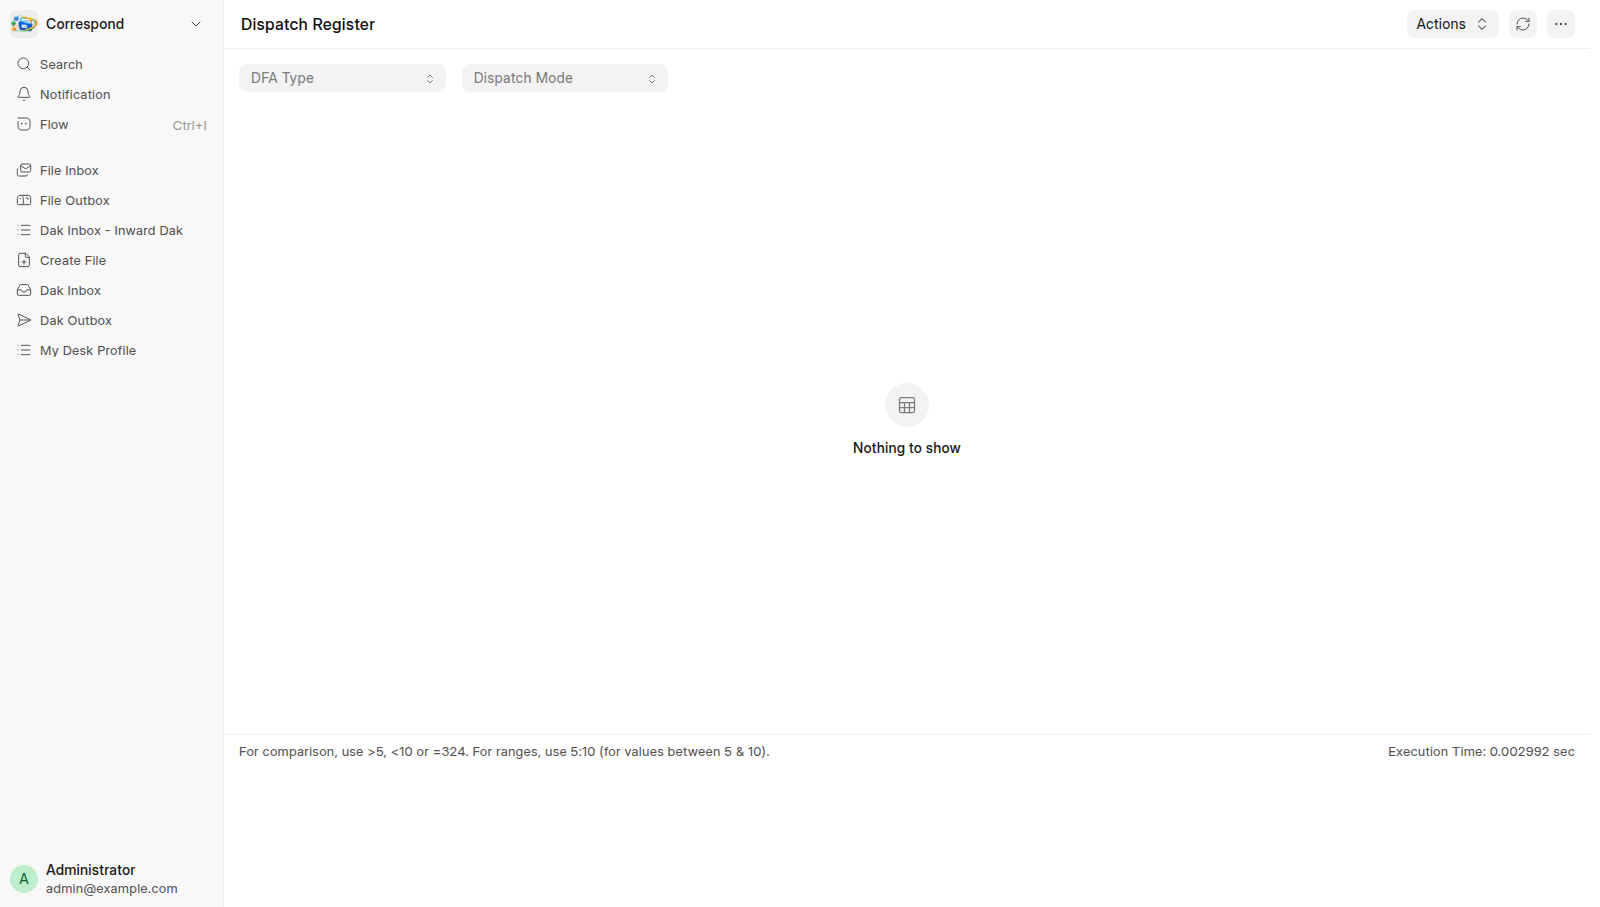 Correspond
Search
Notification
Flow Ctrl+I
File Inbox
File Outbox
Dak Inbox - Inward Dak
Create File
Dak Inbox
Dak Outbox
My Desk Profile
A
Administrator
admin@example.com
Dispatch Register
Actions
DFA Type
Dispatch Mode
Nothing to show
For comparison, use >5, <10 or =324. For ranges, use 5:10 (for values between 5 & 10).
Execution Time: 0.002992 sec